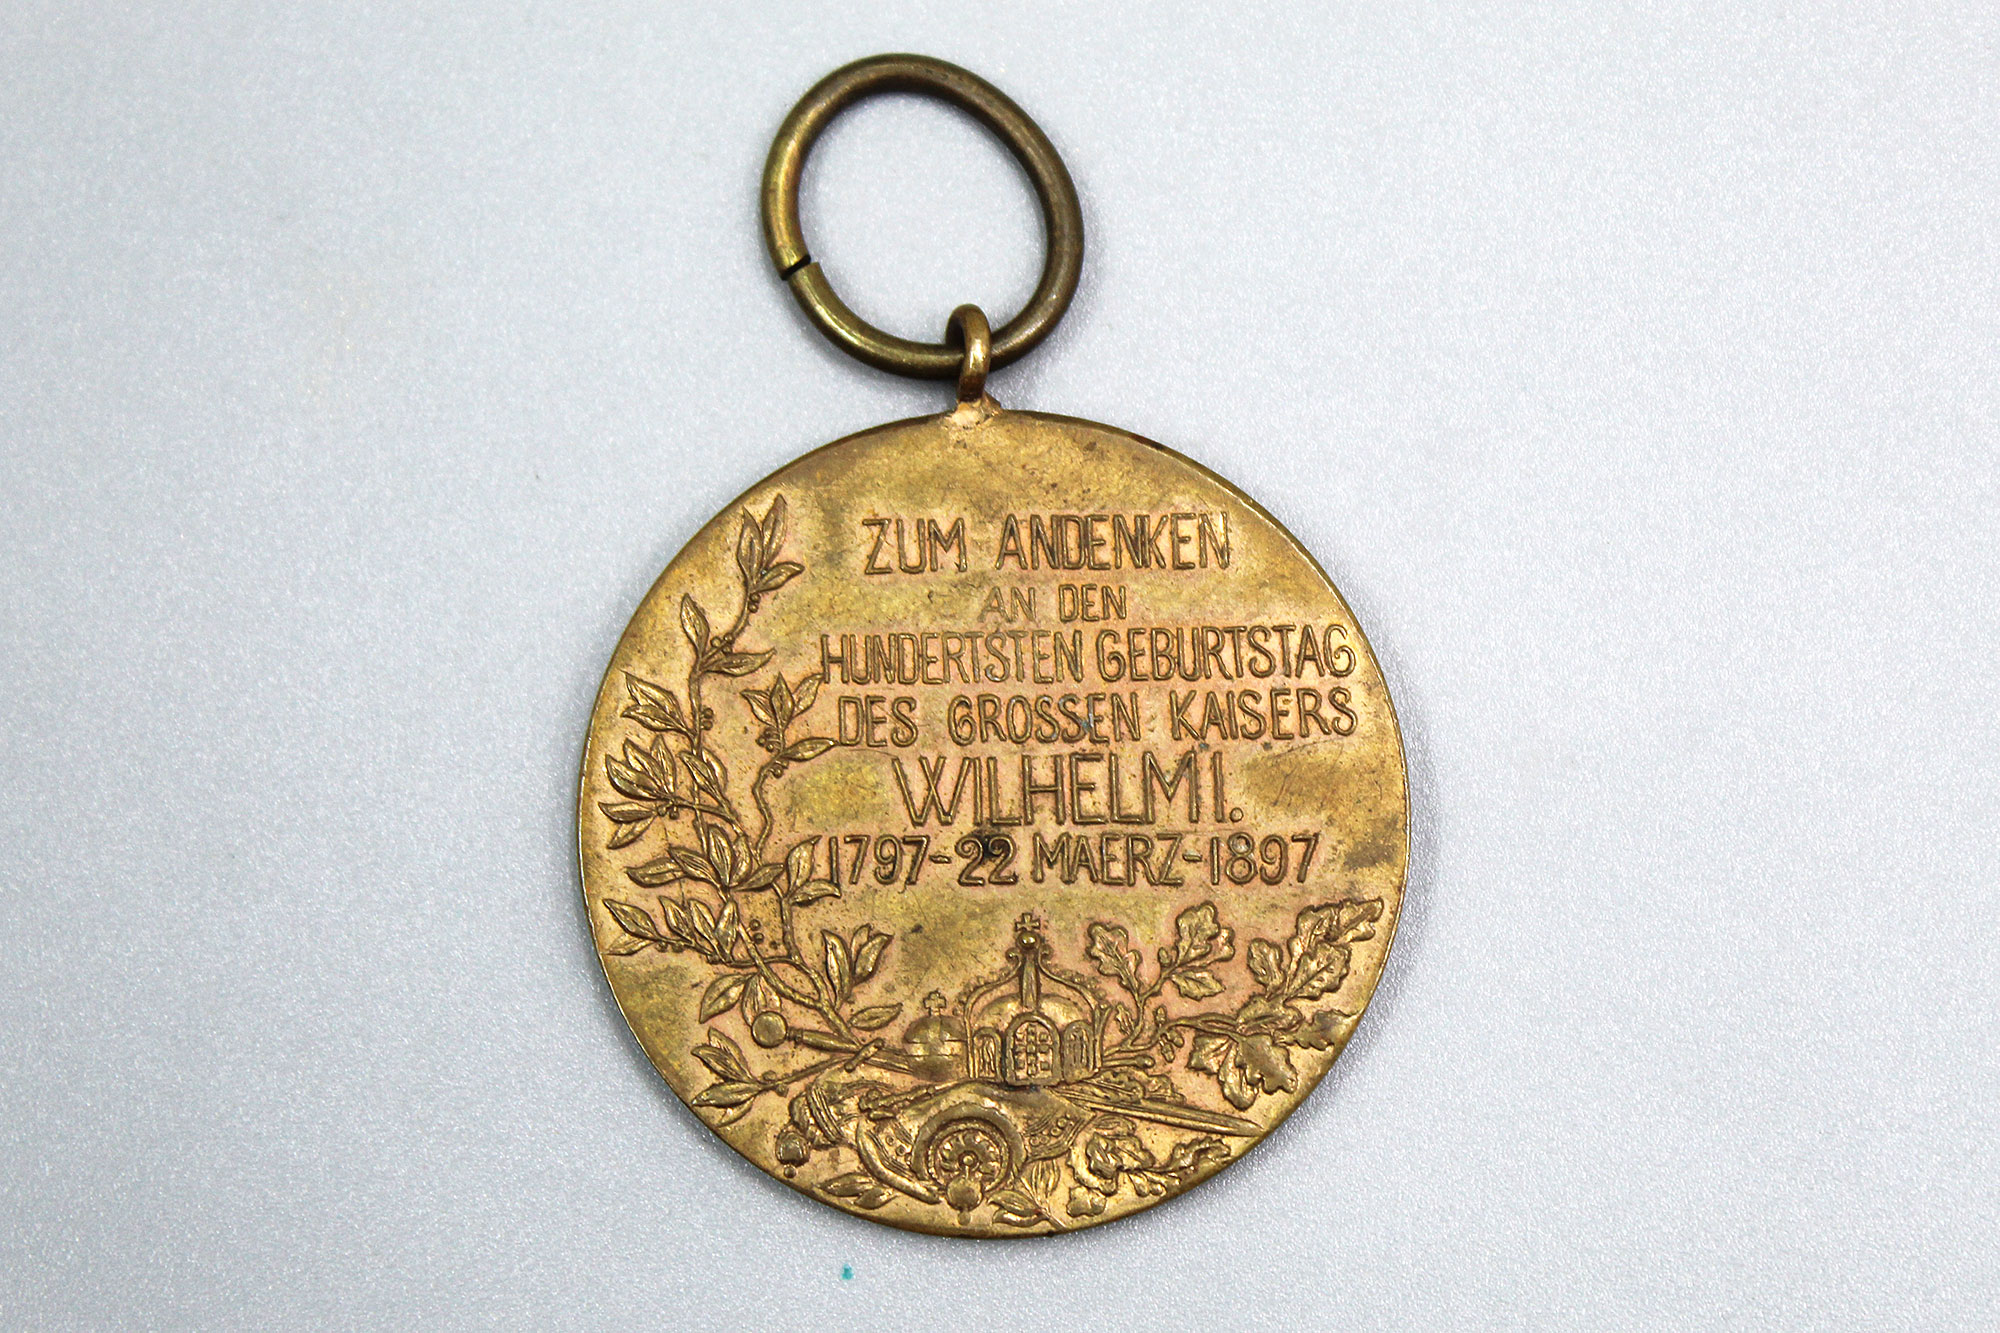 ZUM ANDENKEN
AN DEN
HUNDERTSTEN GEBURTSTAG
DES GROSSEN KAISERS
WILHELM I.
1797-22 MAERZ-1897